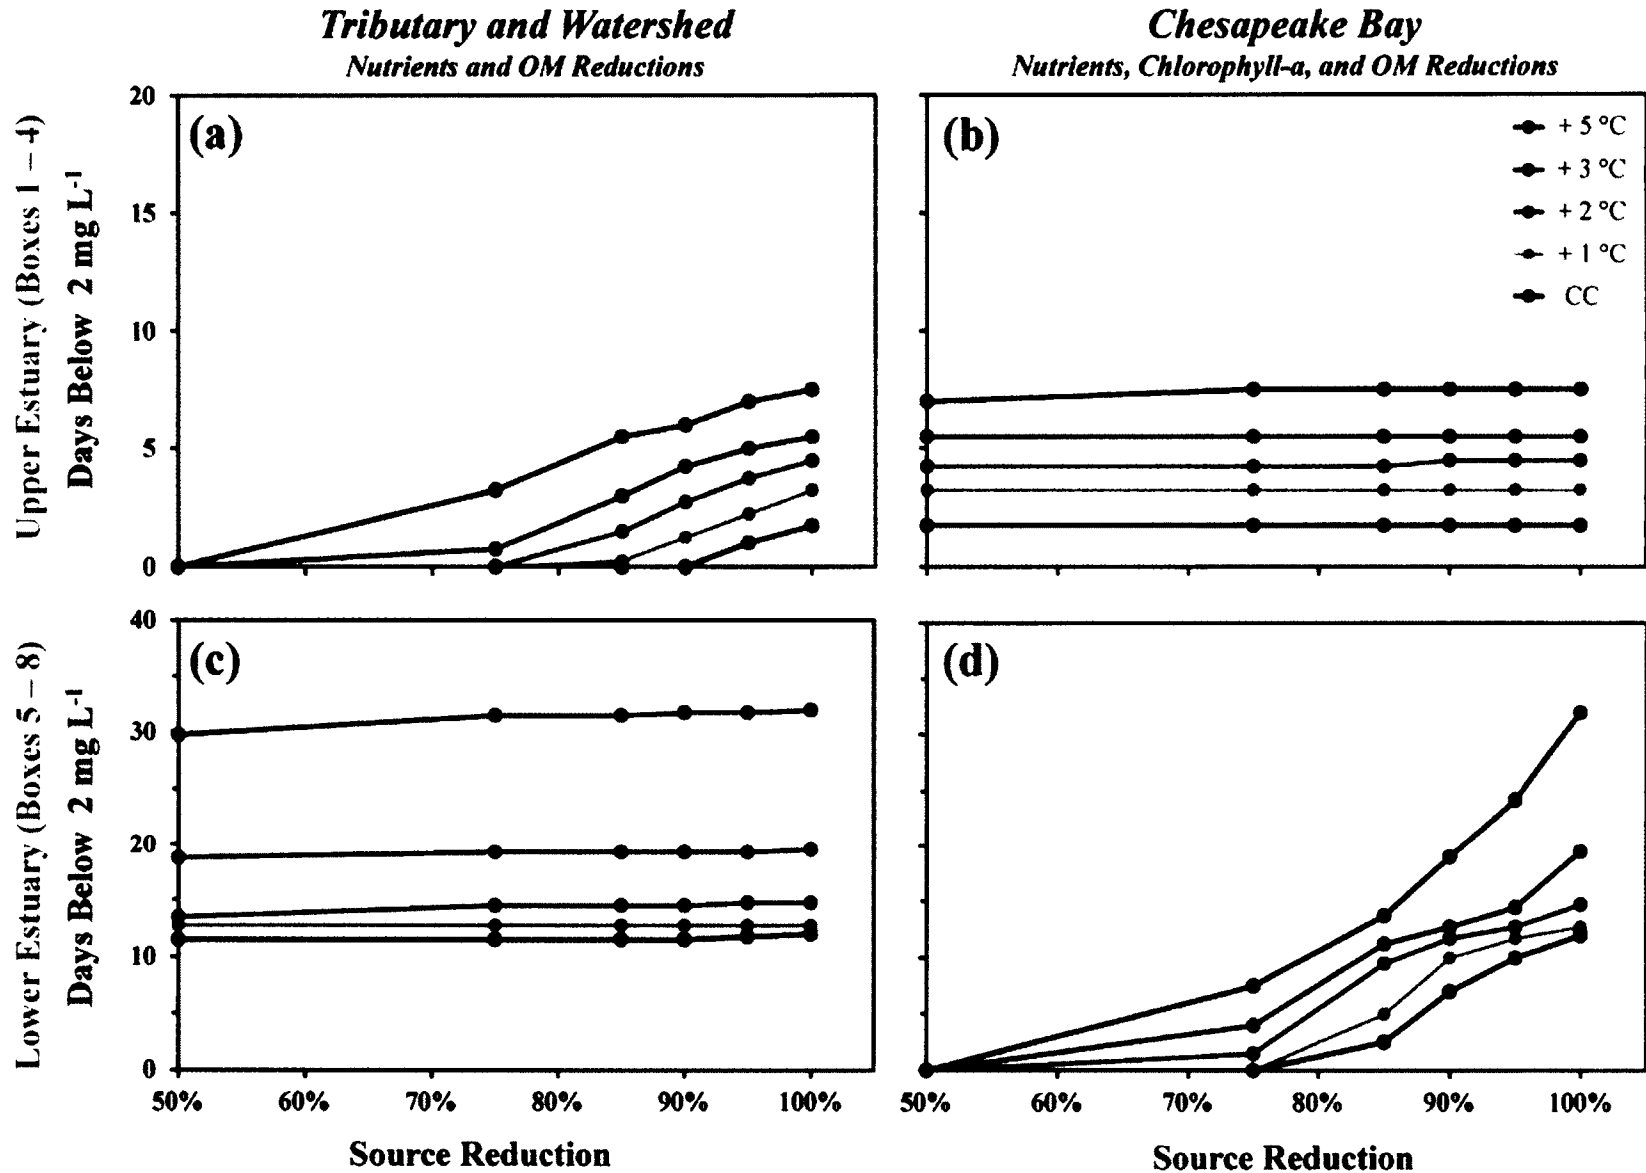 Tributary and Watershed
Nutrients and OM Reductions
Chesapeake Bay
Nutrients, Chlorophyll-a, and OM Reductions
Upper Estuary (Boxes 1 – 4)
Days Below 2 mg L-1
20
15
10
5
0
(a)
(b)
+ 5 °C
+ 3 °C
+ 2 °C
+ 1 °C
CC
Lower Estuary (Boxes 5 – 8)
Days Below 2 mg L-1
40
30
20
10
0
(c)
(d)
50% 60% 70% 80% 90% 100%
50% 60% 70% 80% 90% 100%
Source Reduction
Source Reduction